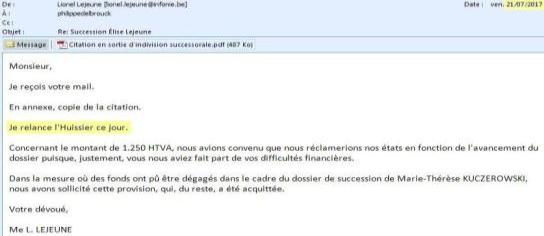 De : Lionel Lejeune [lionel.lejeune@infonie.be] Date : ven. 21/07/2017
À : philippedelbrouck
Cc :
Objet : Re: Succession Élise Lejeune
Message Citation en sortie d'indivision successorale.pdf (487 Ko)
Monsieur,
Je reçois votre mail.
En annexe, copie de la citation.
Je relance l'Huissier ce jour.
Concernant le montant de 1.250 HTVA, nous avions convenu que nous réclamerions nos états en fonction de l'avancement du
dossier puisque, justement, vous nous aviez fait part de vos difficultés financières.
Dans la mesure où des fonds ont pû être dégagés dans le cadre du dossier de succession de Marie-Thérèse KUCZEROWSKI,
nous avons sollicité cette provision, qui, du reste, a été acquittée.
Votre dévoué,
Me L. LEJEUNE